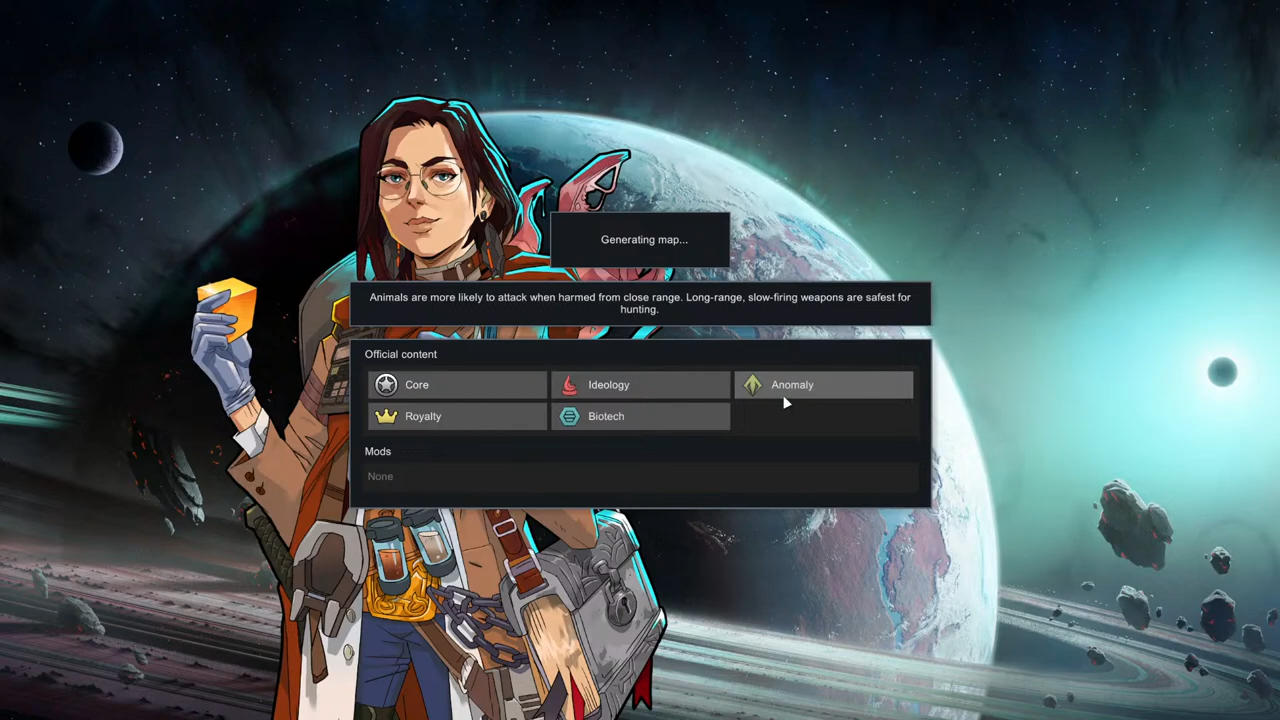 Generating map...
Animals are more likely to attack when harmed from close range. Long-range, slow-firing weapons are safest for
hunting.
Official content
Core
Ideology
Anomaly
Royalty
Biotech
Mods
None